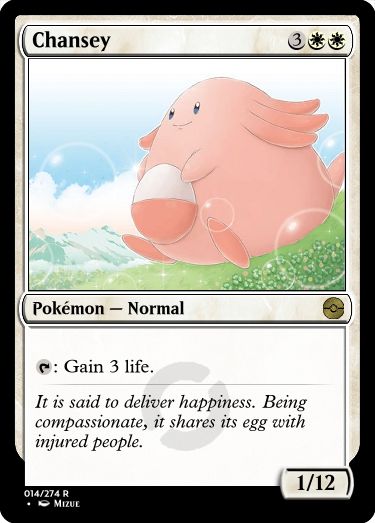 Chansey 3
Pokémon — Normal
: Gain 3 life.
It is said to deliver happiness. Being
compassionate, it shares its egg with
injured people.
1/12
014/274 R
• Mizue